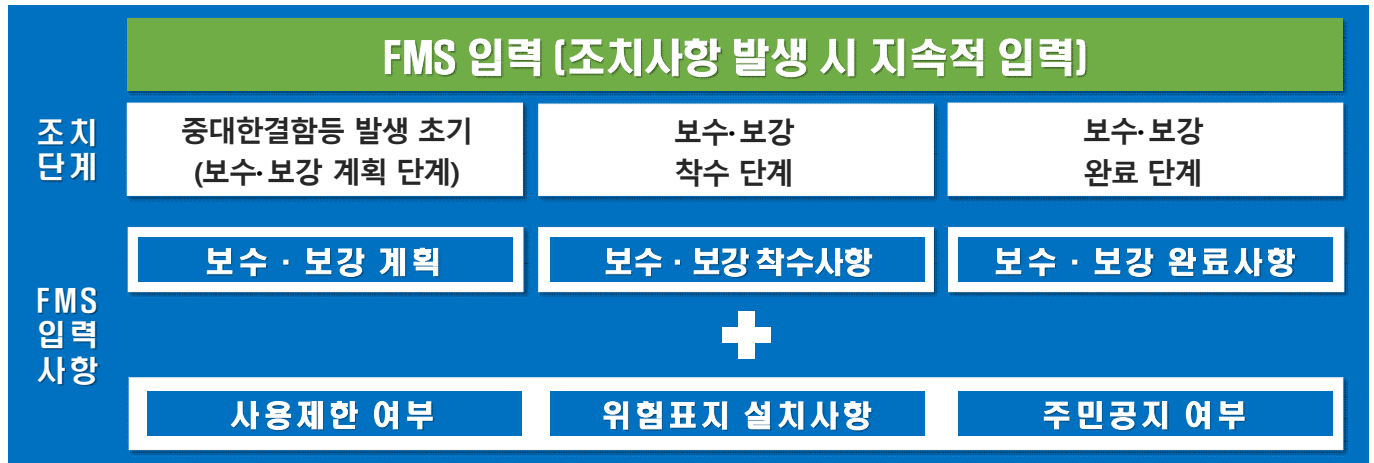 FMS 입력 (조치사항 발생 시 지속적 입력)
조치
단계
중대한결함등 발생 초기
(보수·보강 계획 단계)
보수·보강
착수 단계
보수·보강
완료 단계
FMS
입력
사항
보수 · 보강 계획
보수 · 보강 착수사항
보수 · 보강 완료사항
사용제한 여부
위험표지 설치사항
주민공지 여부